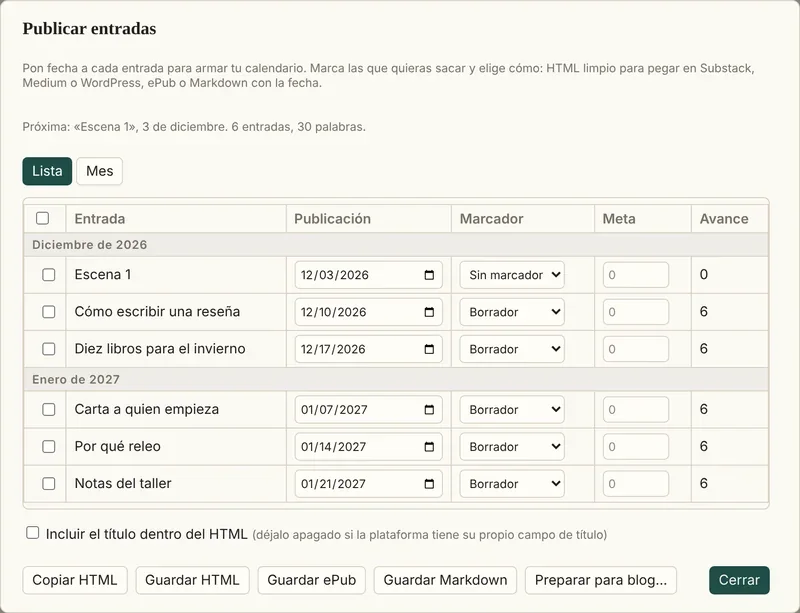 Publicar entradas
Pon fecha a cada entrada para armar tu calendario. Marca las que quieras sacar y elige cómo: HTML limpio para pegar en Substack,
Medium o WordPress, ePub o Markdown con la fecha.
Próxima: «Escena 1», 3 de diciembre. 6 entradas, 30 palabras.
Lista Mes
Entrada Publicación Marcador Meta Avance
Diciembre de 2026
Escena 1 12/03/2026 Sin marcador 0 0
Cómo escribir una reseña 12/10/2026 Borrador 0 6
Diez libros para el invierno 12/17/2026 Borrador 0 6
Enero de 2027
Carta a quien empieza 01/07/2027 Borrador 0 6
Por qué releo 01/14/2027 Borrador 0 6
Notas del taller 01/21/2027 Borrador 0 6
Incluir el título dentro del HTML (déjalo apagado si la plataforma tiene su propio campo de título)
Copiar HTML Guardar HTML Guardar ePub Guardar Markdown Preparar para blog... Cerrar